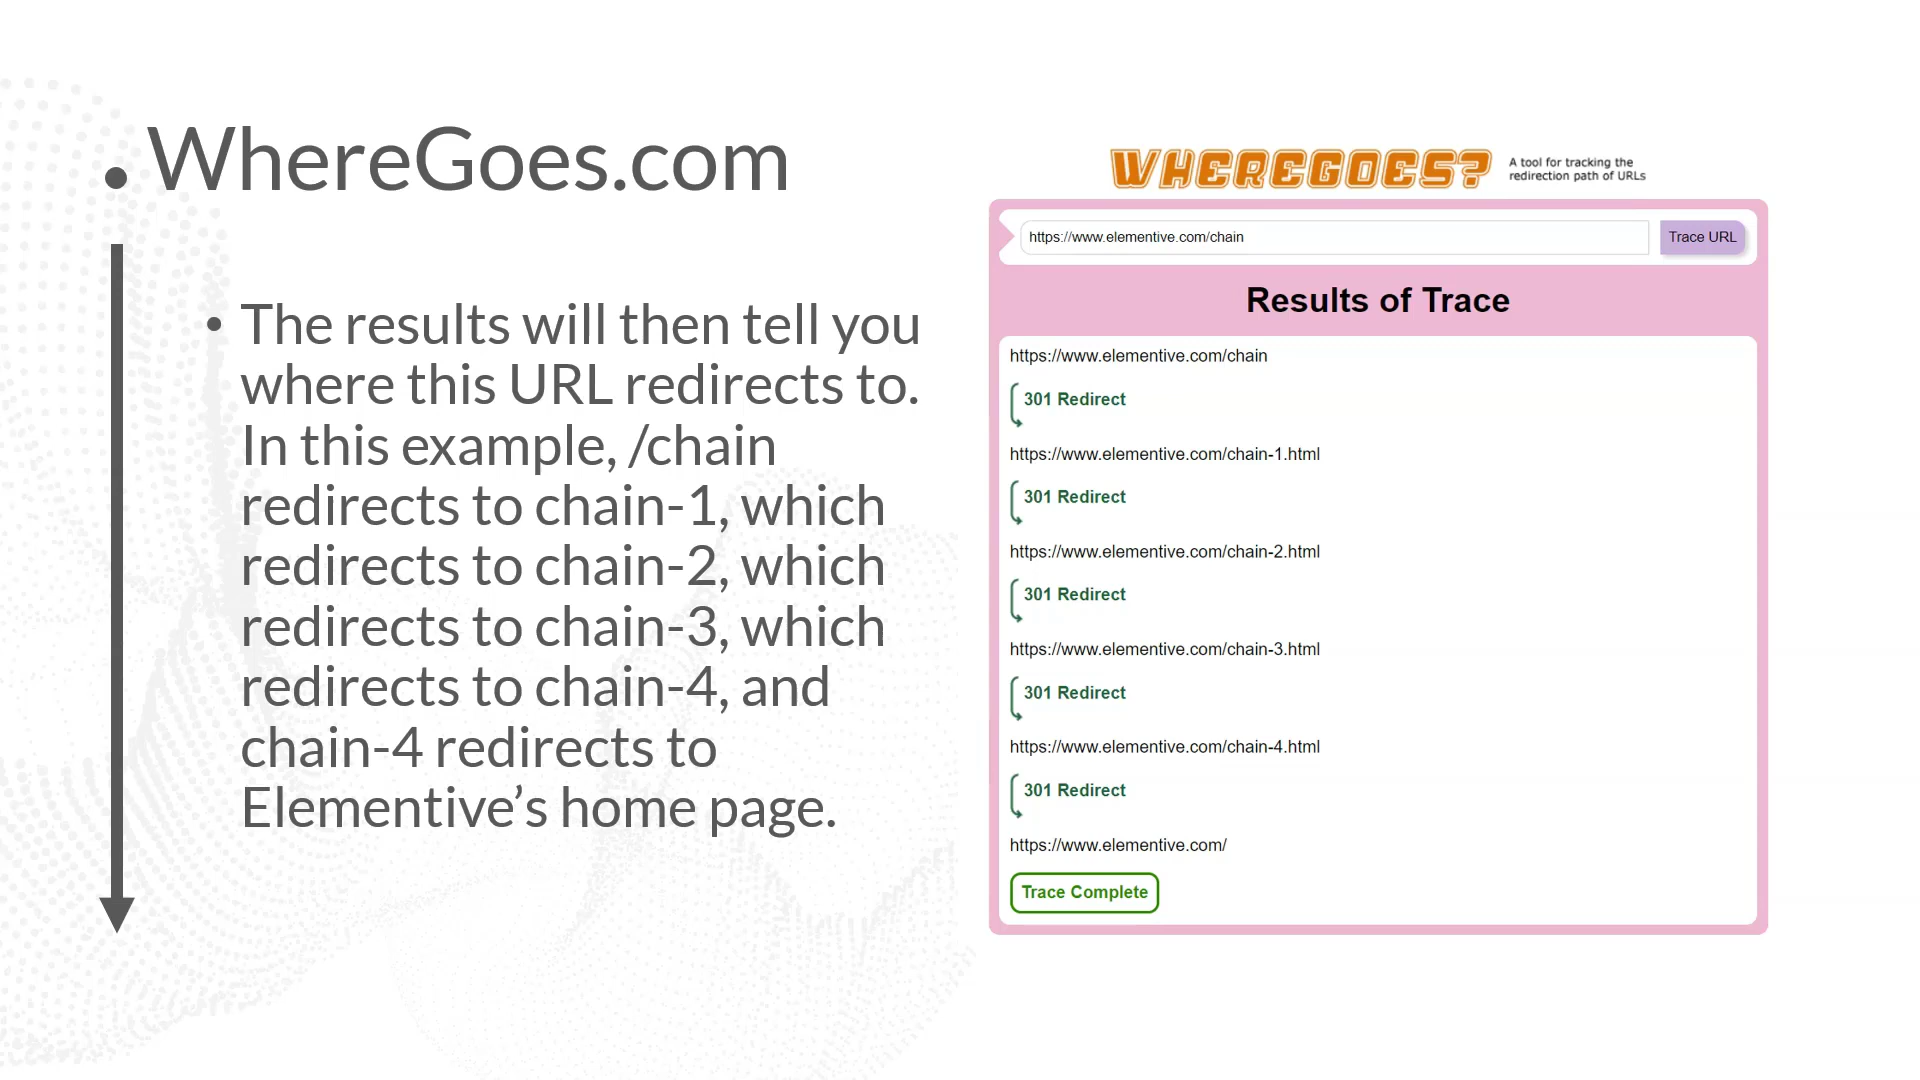 • WhereGoes.com
• The results will then tell you
where this URL redirects to.
In this example, /chain
redirects to chain-1, which
redirects to chain-2, which
redirects to chain-3, which
redirects to chain-4, and
chain-4 redirects to
Elementive’s home page.
WHEREGOES?
A tool for tracking the
redirection path of URLs
https://www.elementive.com/chain
Trace URL
Results of Trace
https://www.elementive.com/chain
301 Redirect
https://www.elementive.com/chain-1.html
301 Redirect
https://www.elementive.com/chain-2.html
301 Redirect
https://www.elementive.com/chain-3.html
301 Redirect
https://www.elementive.com/chain-4.html
301 Redirect
https://www.elementive.com/
Trace Complete